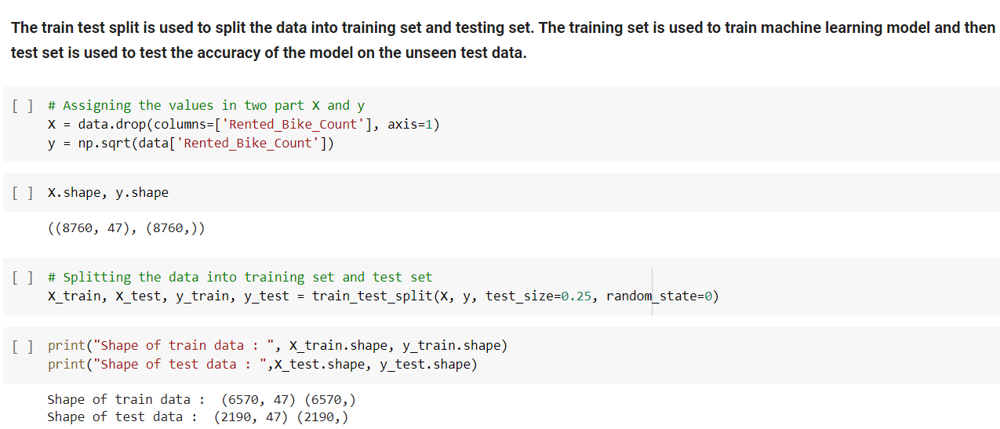 The train test split is used to split the data into training set and testing set. The training set is used to train machine learning model and then
test set is used to test the accuracy of the model on the unseen test data.
[ ] # Assigning the values in two part X and y
X = data.drop(columns=['Rented_Bike_Count'], axis=1)
y = np.sqrt(data['Rented_Bike_Count'])
[ ] X.shape, y.shape
((8760, 47), (8760,))
[ ] # Splitting the data into training set and test set
X_train, X_test, y_train, y_test = train_test_split(X, y, test_size=0.25, random_state=0)
[ ] print("Shape of train data : ", X_train.shape, y_train.shape)
print("Shape of test data : ",X_test.shape, y_test.shape)
Shape of train data :  (6570, 47) (6570,)
Shape of test data :  (2190, 47) (2190,)